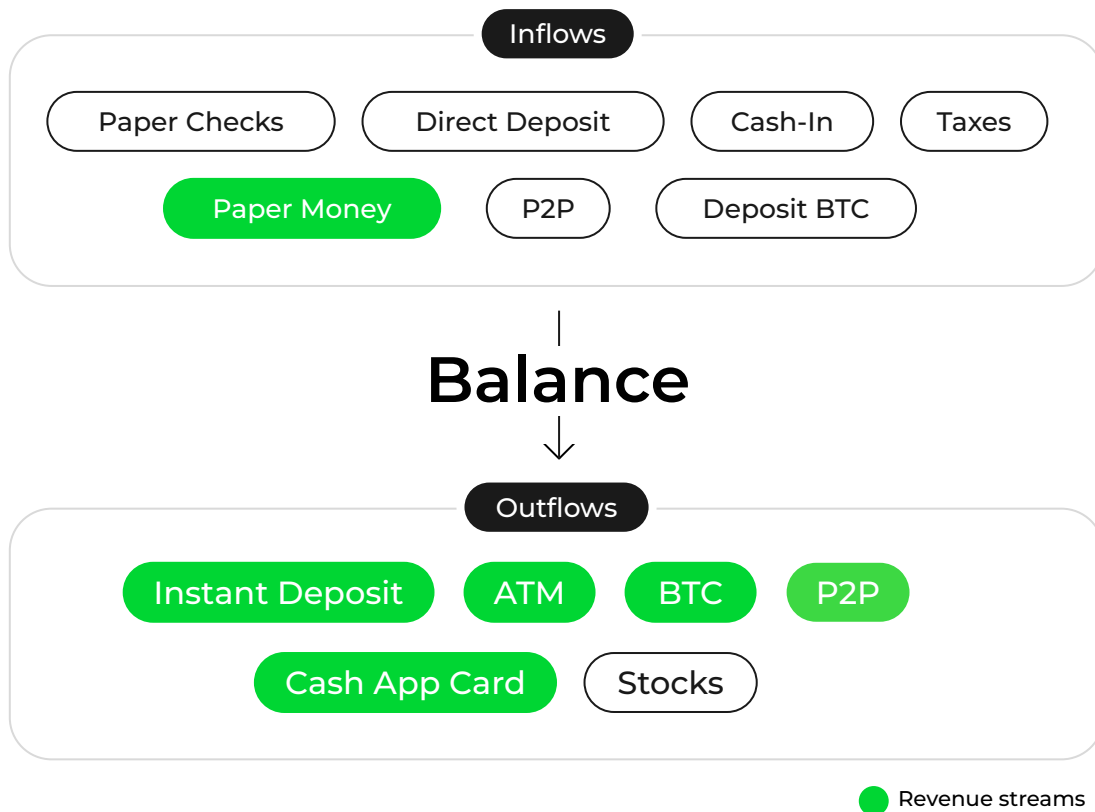 Inflows
Paper Checks Direct Deposit Cash-In Taxes
Paper Money P2P Deposit BTC
Balance
Outflows
Instant Deposit ATM BTC P2P
Cash App Card Stocks
Revenue streams